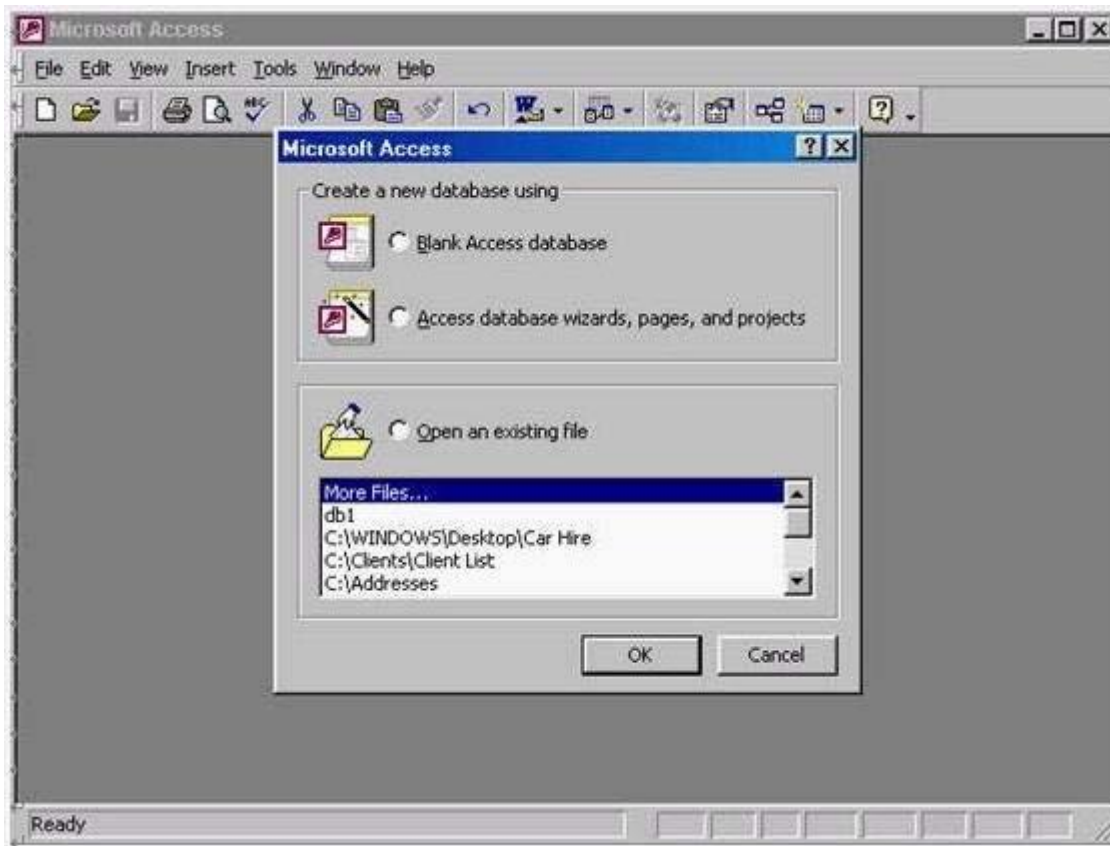 Microsoft Access
File Edit View Insert Tools Window Help
Microsoft Access
Create a new database using
Blank Access database
Access database wizards, pages, and projects
Open an existing file
More Files...
db1
C:\WINDOWS\Desktop\Car Hire
C:\Clients\Client List
C:\Addresses
OK Cancel
Ready